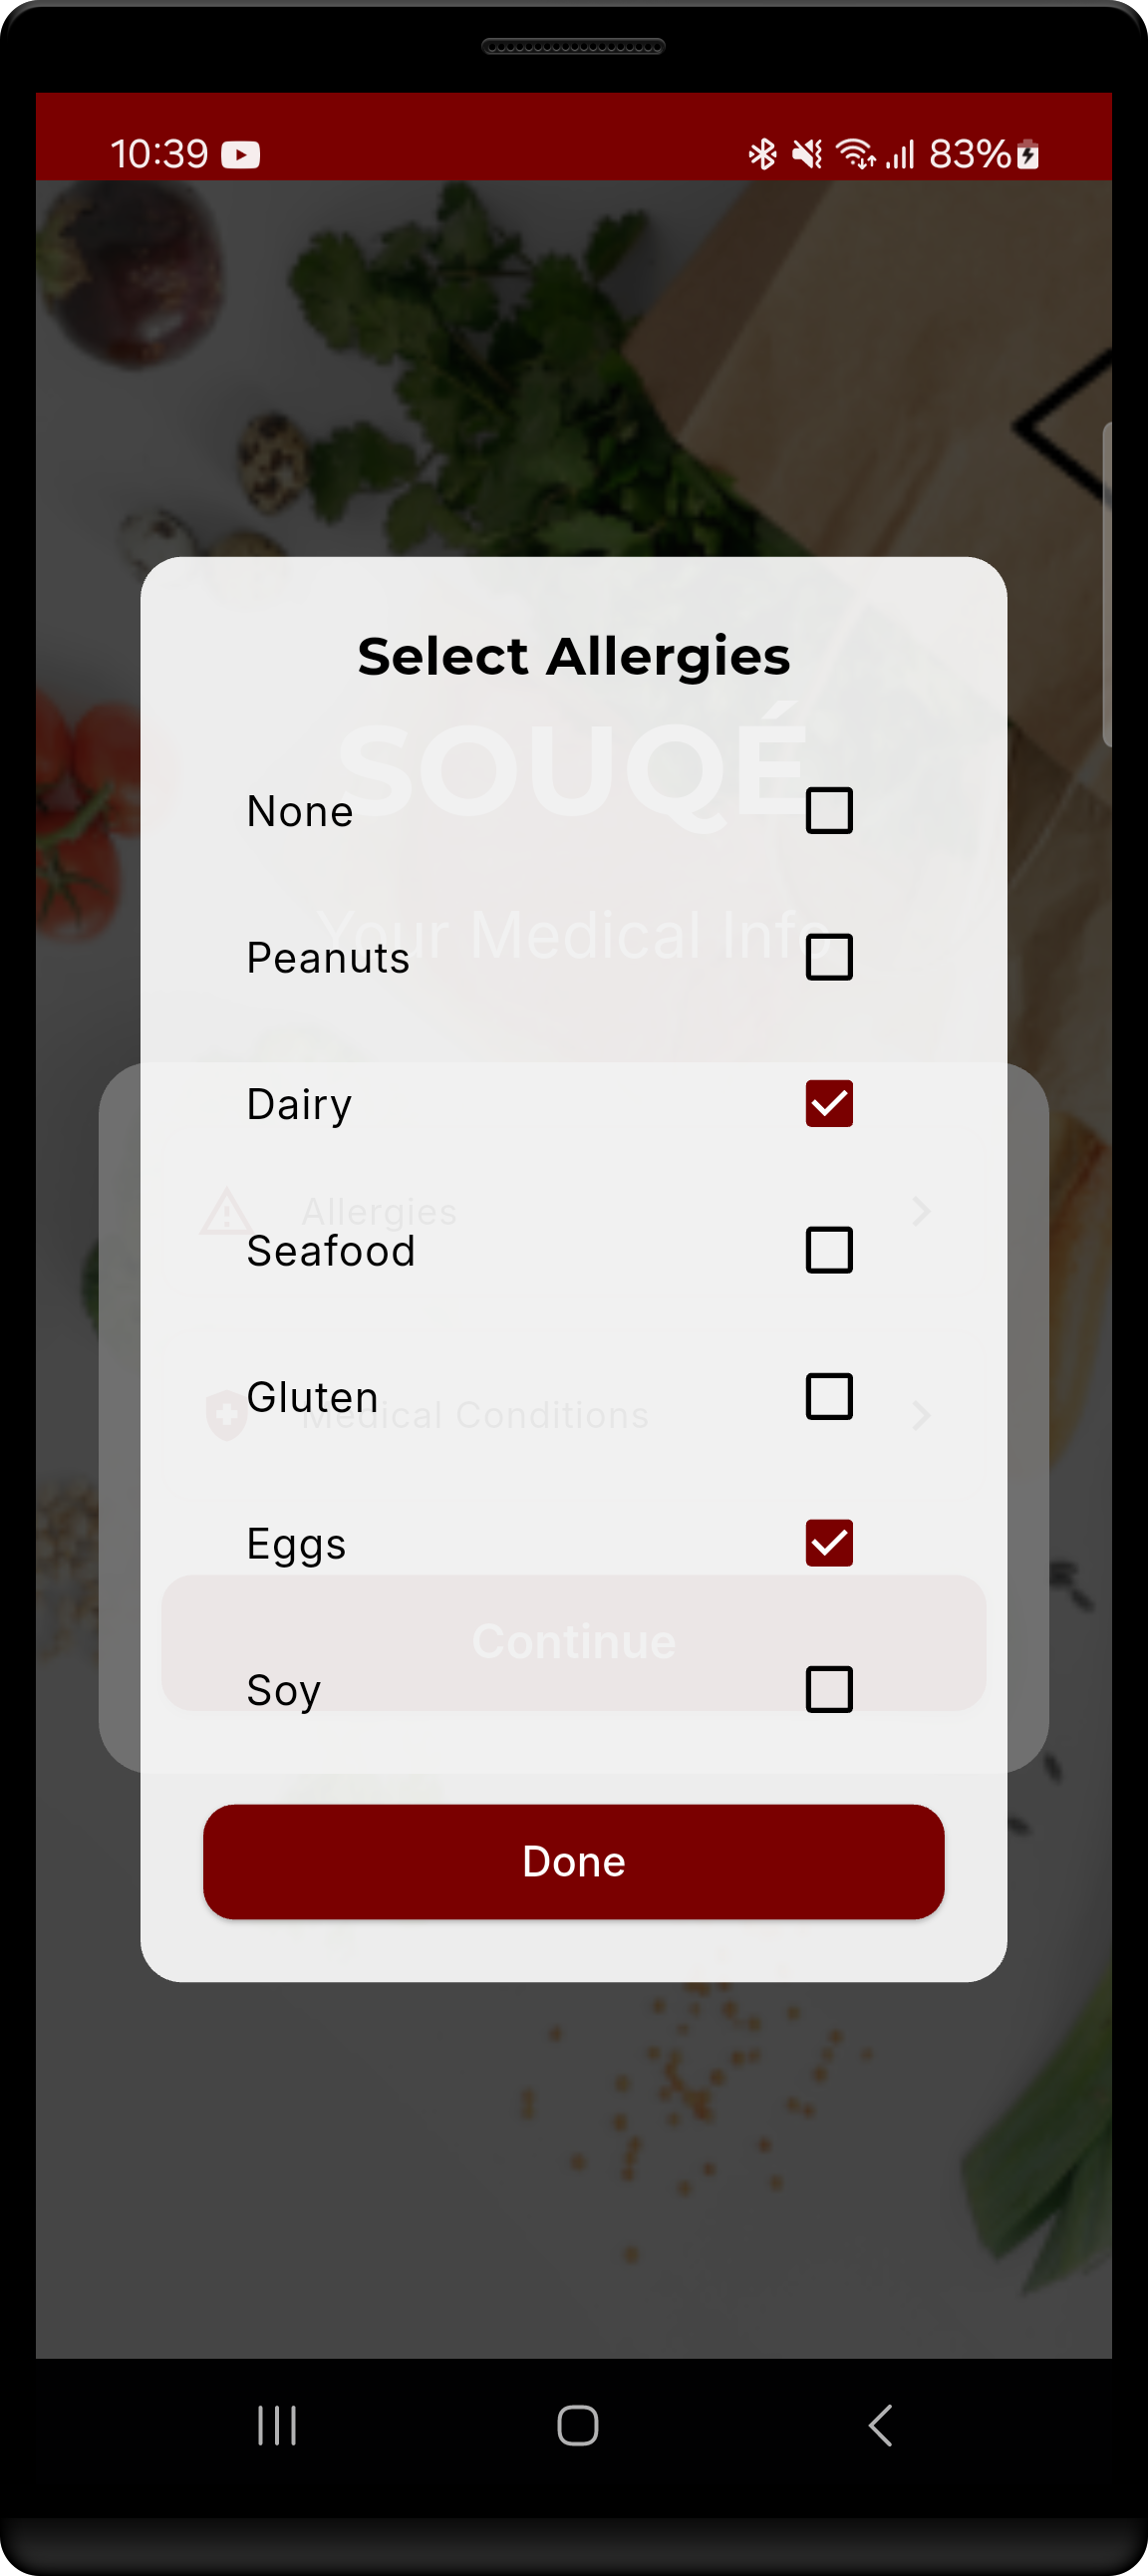 10:39
83%
Select Allergies
SOUQÉ
None
Your Medical Info
Peanuts
Dairy
Allergies
Seafood
Gluten
Medical Conditions
Eggs
Continue
Soy
Done